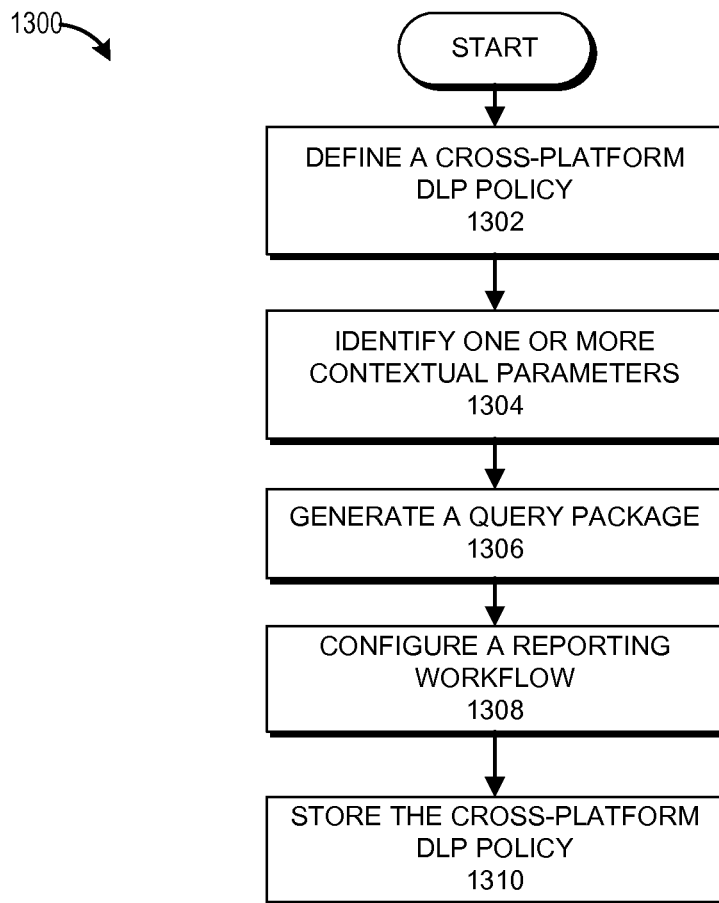 1300
START
DEFINE A CROSS-PLATFORM
DLP POLICY
1302
IDENTIFY ONE OR MORE
CONTEXTUAL PARAMETERS
1304
GENERATE A QUERY PACKAGE
1306
CONFIGURE A REPORTING
WORKFLOW
1308
STORE THE CROSS-PLATFORM
DLP POLICY
1310